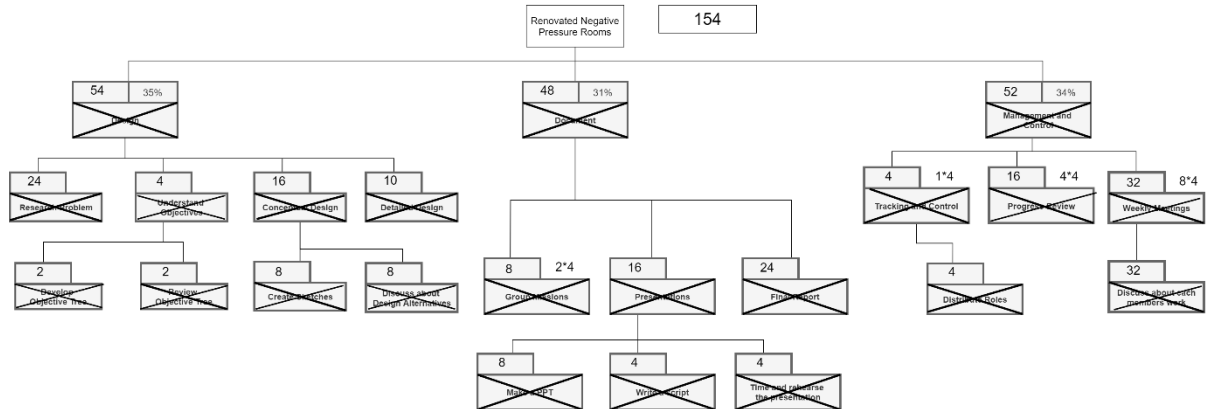 Renovated Negative
Pressure Rooms
154
54 35%
Design
48 31%
Document
52 34%
Management and
Control
24
Research Problem
4
Understand
Objectives
16
Conceptual Design
10
Detailed Design
4 1*4
Tracking and Control
16 4*4
Progress Review
32 8*4
Weekly Meetings
2
Develop
Objective Tree
2
Review
Objective Tree
8
Create Sketches
8
Discuss about
Design Alternatives
8 2*4
Group Missions
16
Presentations
24
Final Report
4
Distribute Roles
32
Discuss about each
members work
8
Make a PPT
4
Write a Script
4
Time and rehearse
the presentation